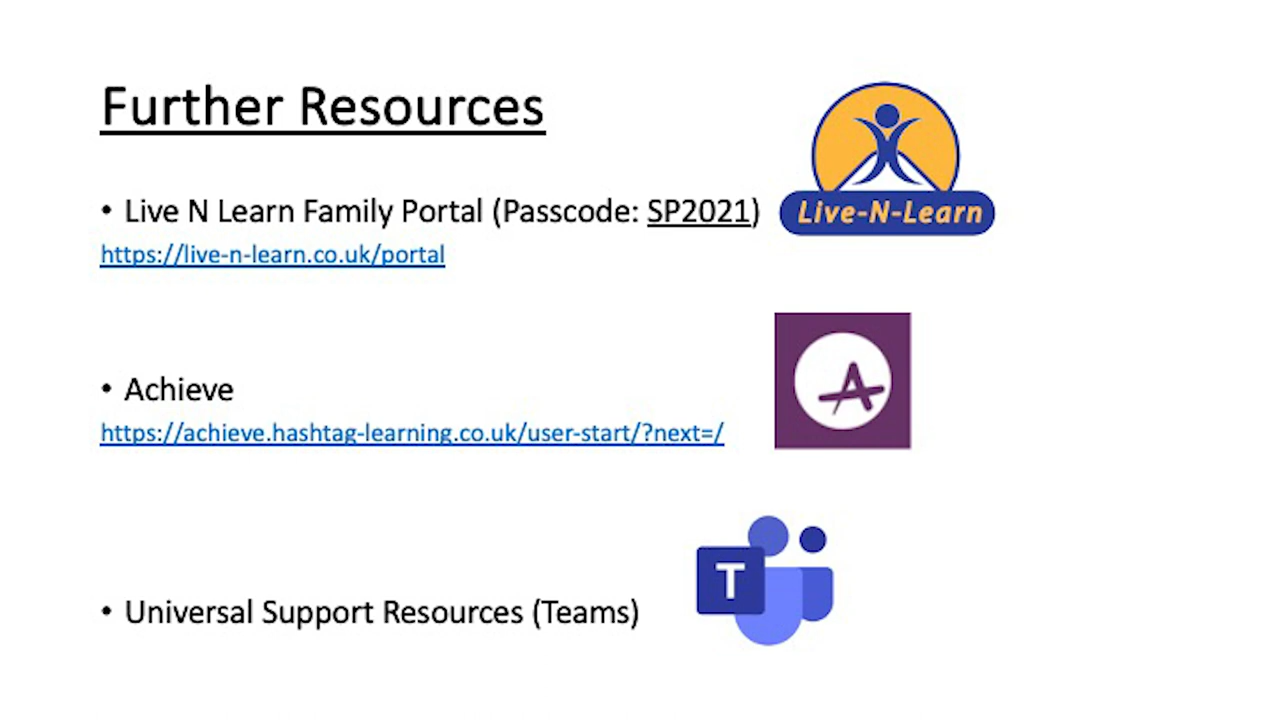 Further Resources
• Live N Learn Family Portal (Passcode: SP2021)
Live-N-Learn
https://live-n-learn.co.uk/portal
• Achieve
A
https://achieve.hashtag-learning.co.uk/user-start/?next=/
T
• Universal Support Resources (Teams)